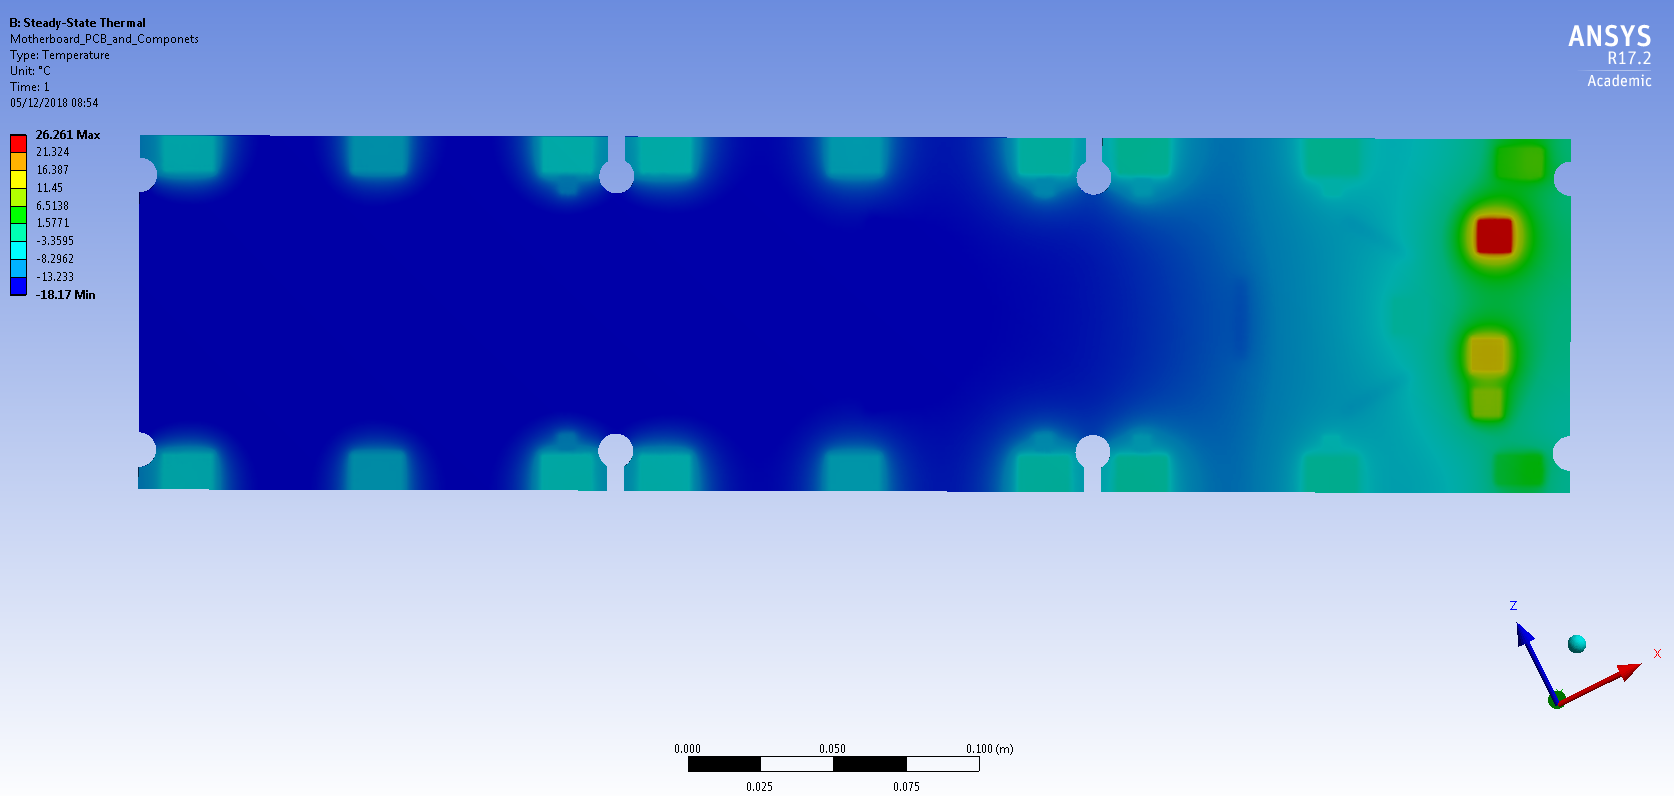 B: Steady-State Thermal
Motherboard_PCB_and_Componets
Type: Temperature
Unit: °C
Time: 1
05/12/2018 08:54
ANSYS
R17.2
Academic
26.261 Max
21.324
16.387
11.45
6.5138
1.5771
-3.3595
-8.2962
-13.233
-18.17 Min
Z
X
0.000 0.050 0.100 (m)
0.025 0.075